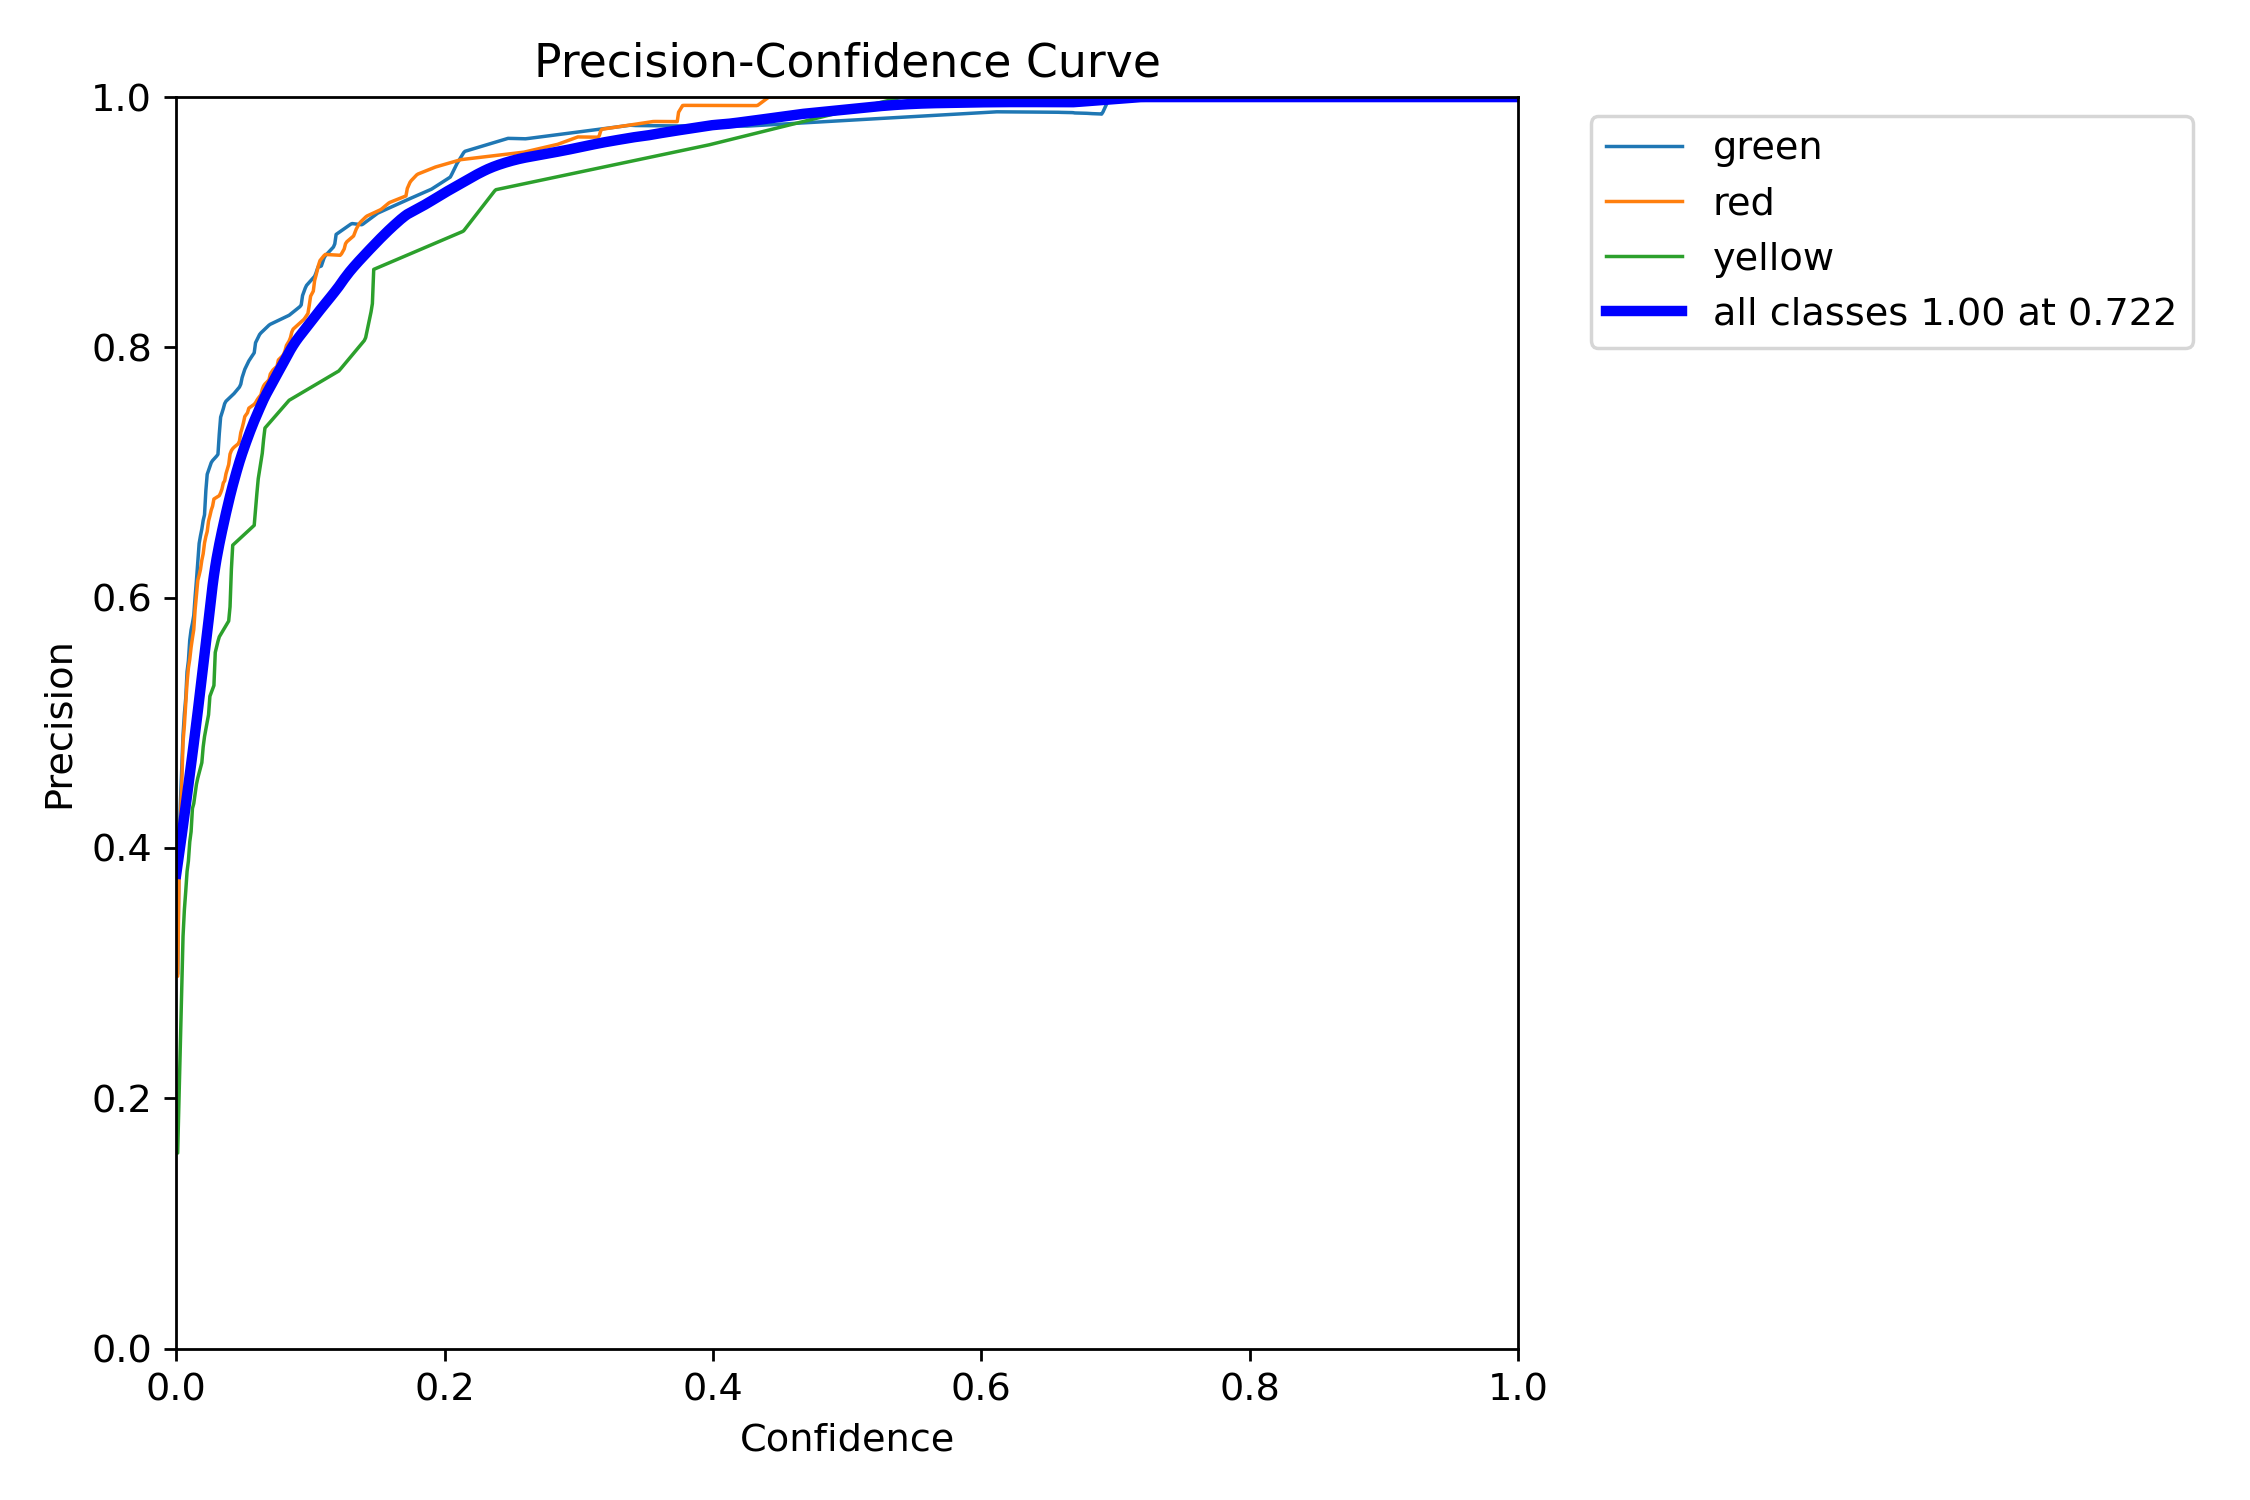 Precision-Confidence Curve
1.0
0.8
0.6
0.4
0.2
0.0
Precision
0.0 0.2 0.4 0.6 0.8 1.0
Confidence
green
red
yellow
all classes 1.00 at 0.722